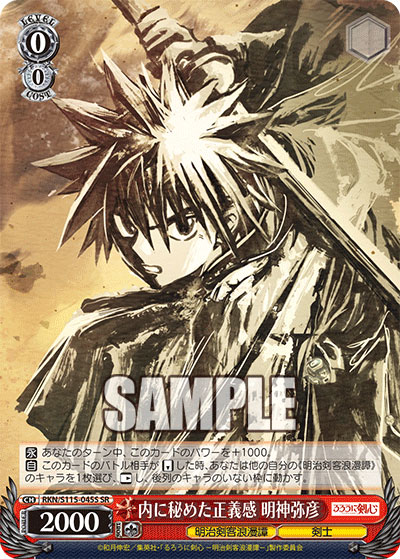 LEVEL
0
0
COST
SAMPLE
永 あなたのターン中、このカードのパワーを＋1000。
自 このカードのバトル相手が【】した時、あなたは他の自分の《明治剣客浪漫譚》
のキャラを1枚選び、【】し、後列のキャラのいない枠に動かす。
CH RKN/S115-045S SR ©和月伸宏／集英社・「るろうに剣心 －明治剣客浪漫譚－」製作委員会
2000
内に秘めた正義感 明神弥彦
るろうに剣心
明治剣客浪漫譚 剣士